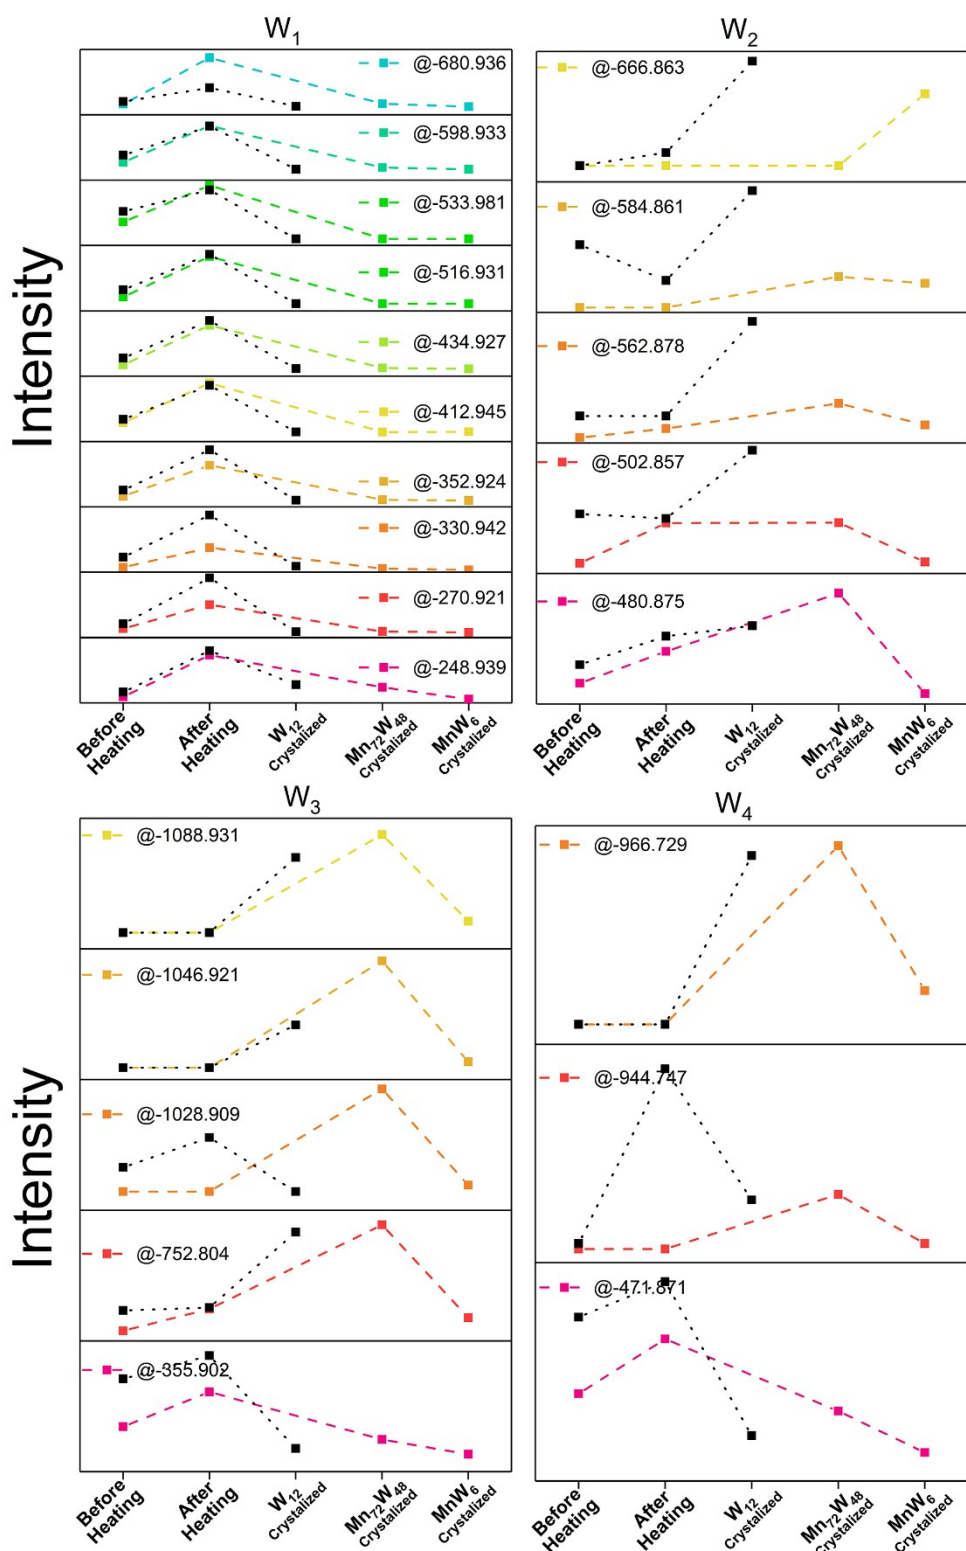 W₁
@-680.936
@-598.933
@-533.981
@-516.931
@-434.927
@-412.945
@-352.924
@-330.942
@-270.921
@-248.939
Intensity
Before
Heating
After
Heating
W₁₂
Crystalized
Mn₇₂W₄₈
Crystalized
MnW₆
Crystalized
W₂
@-666.863
@-584.861
@-562.878
@-502.857
@-480.875
Before
Heating
After
Heating
W₁₂
Crystalized
Mn₇₂W₄₈
Crystalized
MnW₆
Crystalized
W₃
@-1088.931
@-1046.921
@-1028.909
@-752.804
@-355.902
Intensity
Before
Heating
After
Heating
W₁₂
Crystalized
Mn₇₂W₄₈
Crystalized
MnW₆
Crystalized
W₄
@-966.729
@-944.747
@-471.871
Before
Heating
After
Heating
W₁₂
Crystalized
Mn₇₂W₄₈
Crystalized
MnW₆
Crystalized